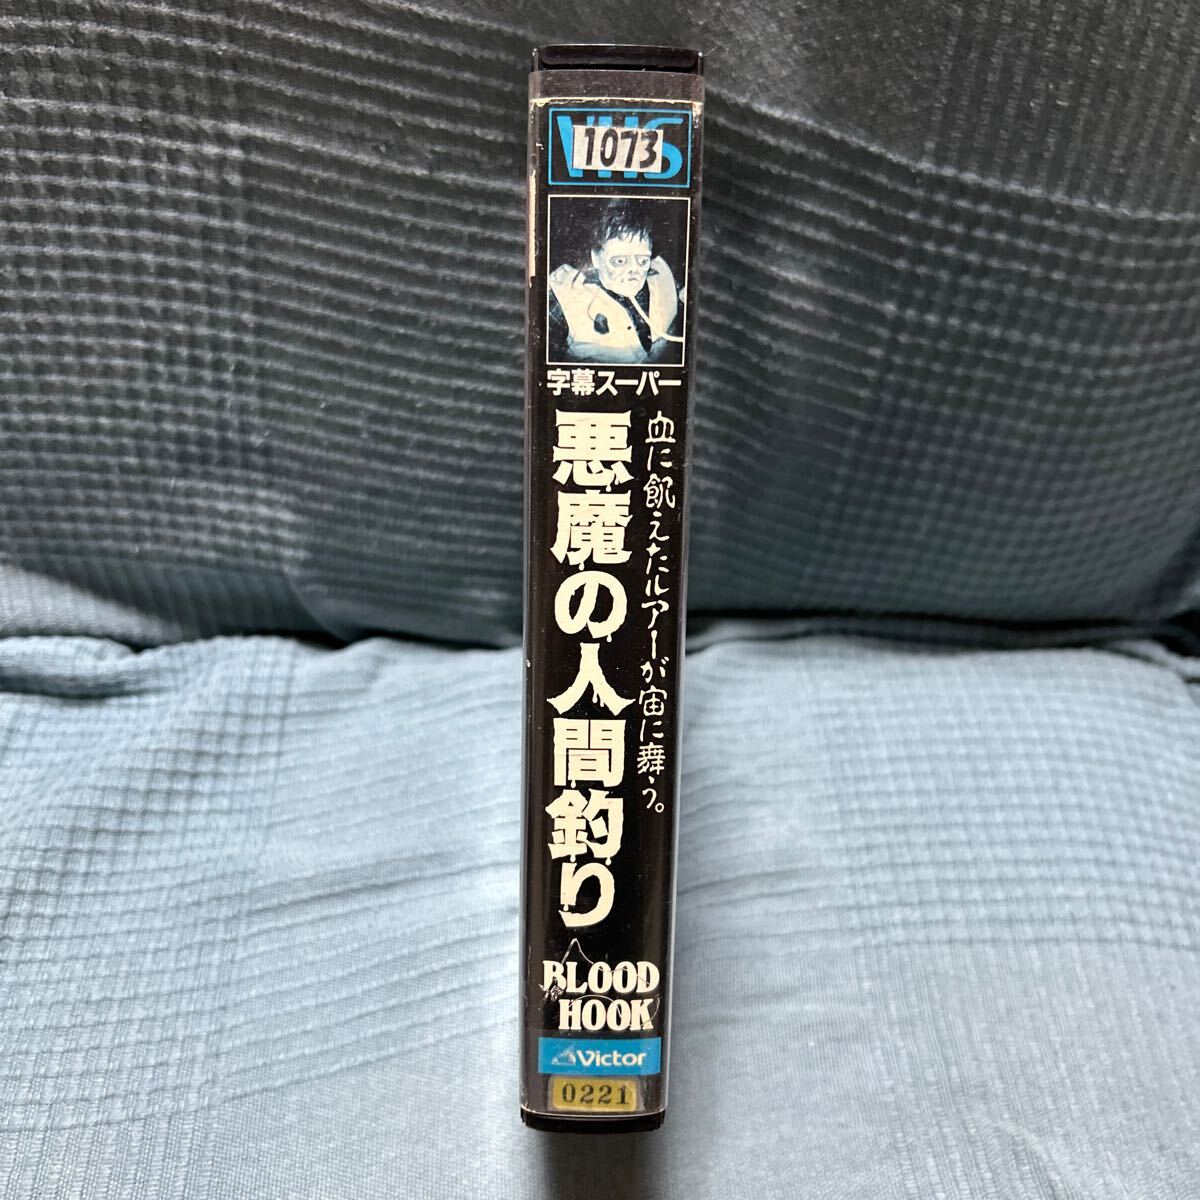 VHS
1073
字幕スーパー
血に飢えたルアーが宙に舞う。
悪魔の人間釣り
BLOOD
HOOK
Victor
0221